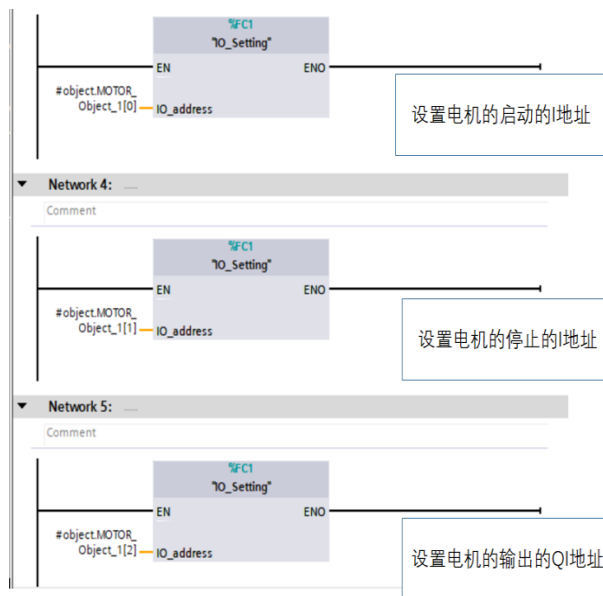 %FC1
"IO_Setting"
EN ENO
#object.MOTOR_
Object_1[0] IO_address
设置电机的启动的I地址
Network 4: ....
Comment
%FC1
"IO_Setting"
EN ENO
#object.MOTOR_
Object_1[1] IO_address
设置电机的停止的I地址
Network 5: ....
Comment
%FC1
"IO_Setting"
EN ENO
#object.MOTOR_
Object_1[2] IO_address
设置电机的输出的QI地址